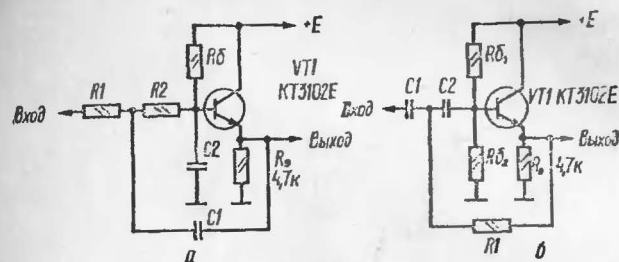 +E
Rб
VT1
КТ3102Е
Вход
R1
R2
C2
Rэ
4,7к
Выход
C1
а
+E
Rб₁
C1
C2
VT1 КТ3102Е
Вход
Выход
Rб₂
Rэ
4,7к
R1
б